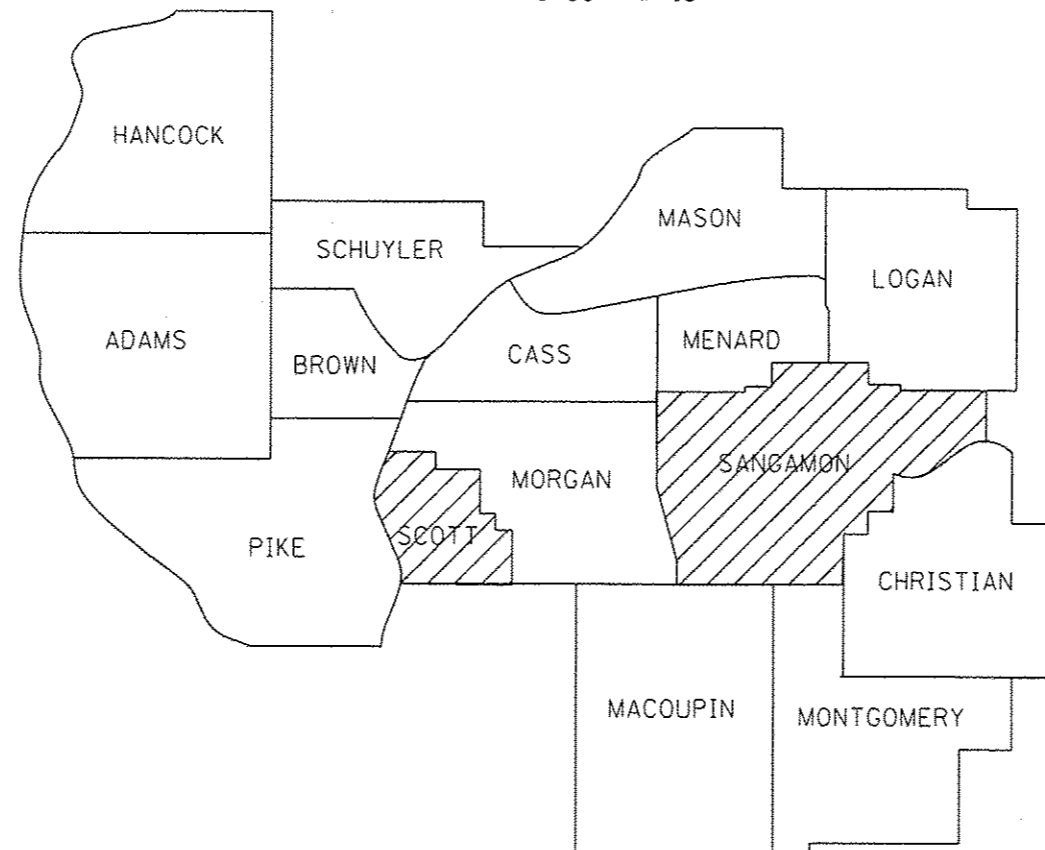 HANCOCK
MASON
SCHUYLER
LOGAN
ADAMS
MENARD
CASS
BROWN
SANGAMON
MORGAN
SCOTT
PIKE
CHRISTIAN
MACOUPIN
MONTGOMERY